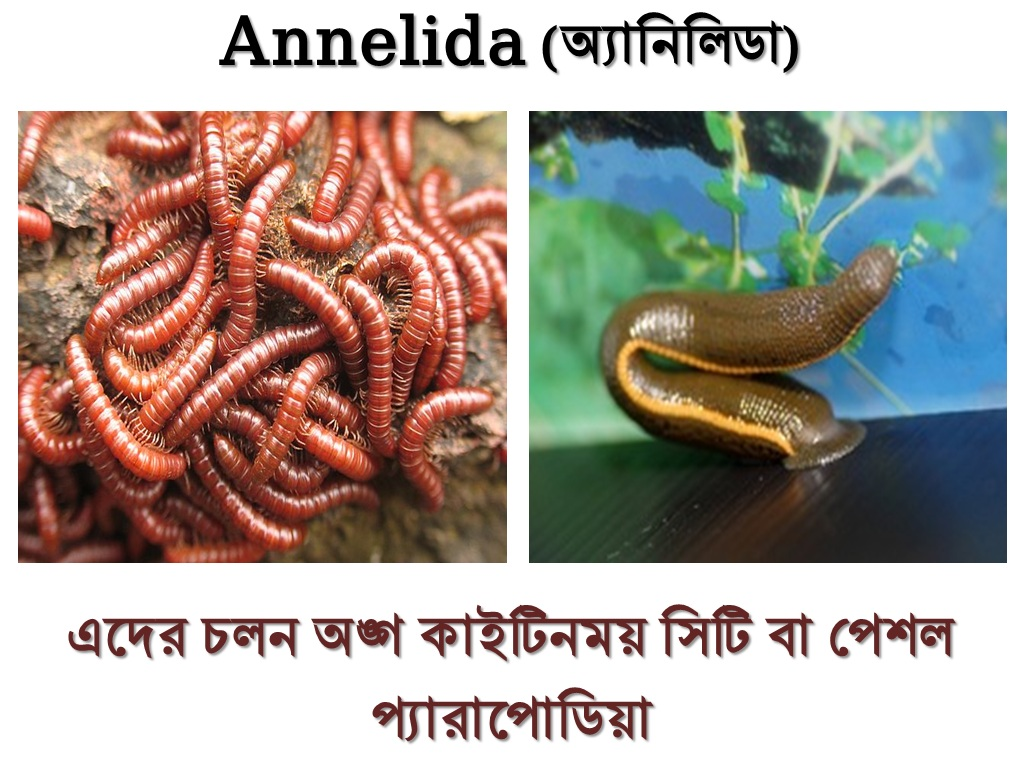 Annelida (অ্যানিলিডা)
এদের চলন অঙ্গ কাইটিনময় সিটি বা পেশল
প্যারাপোডিয়া